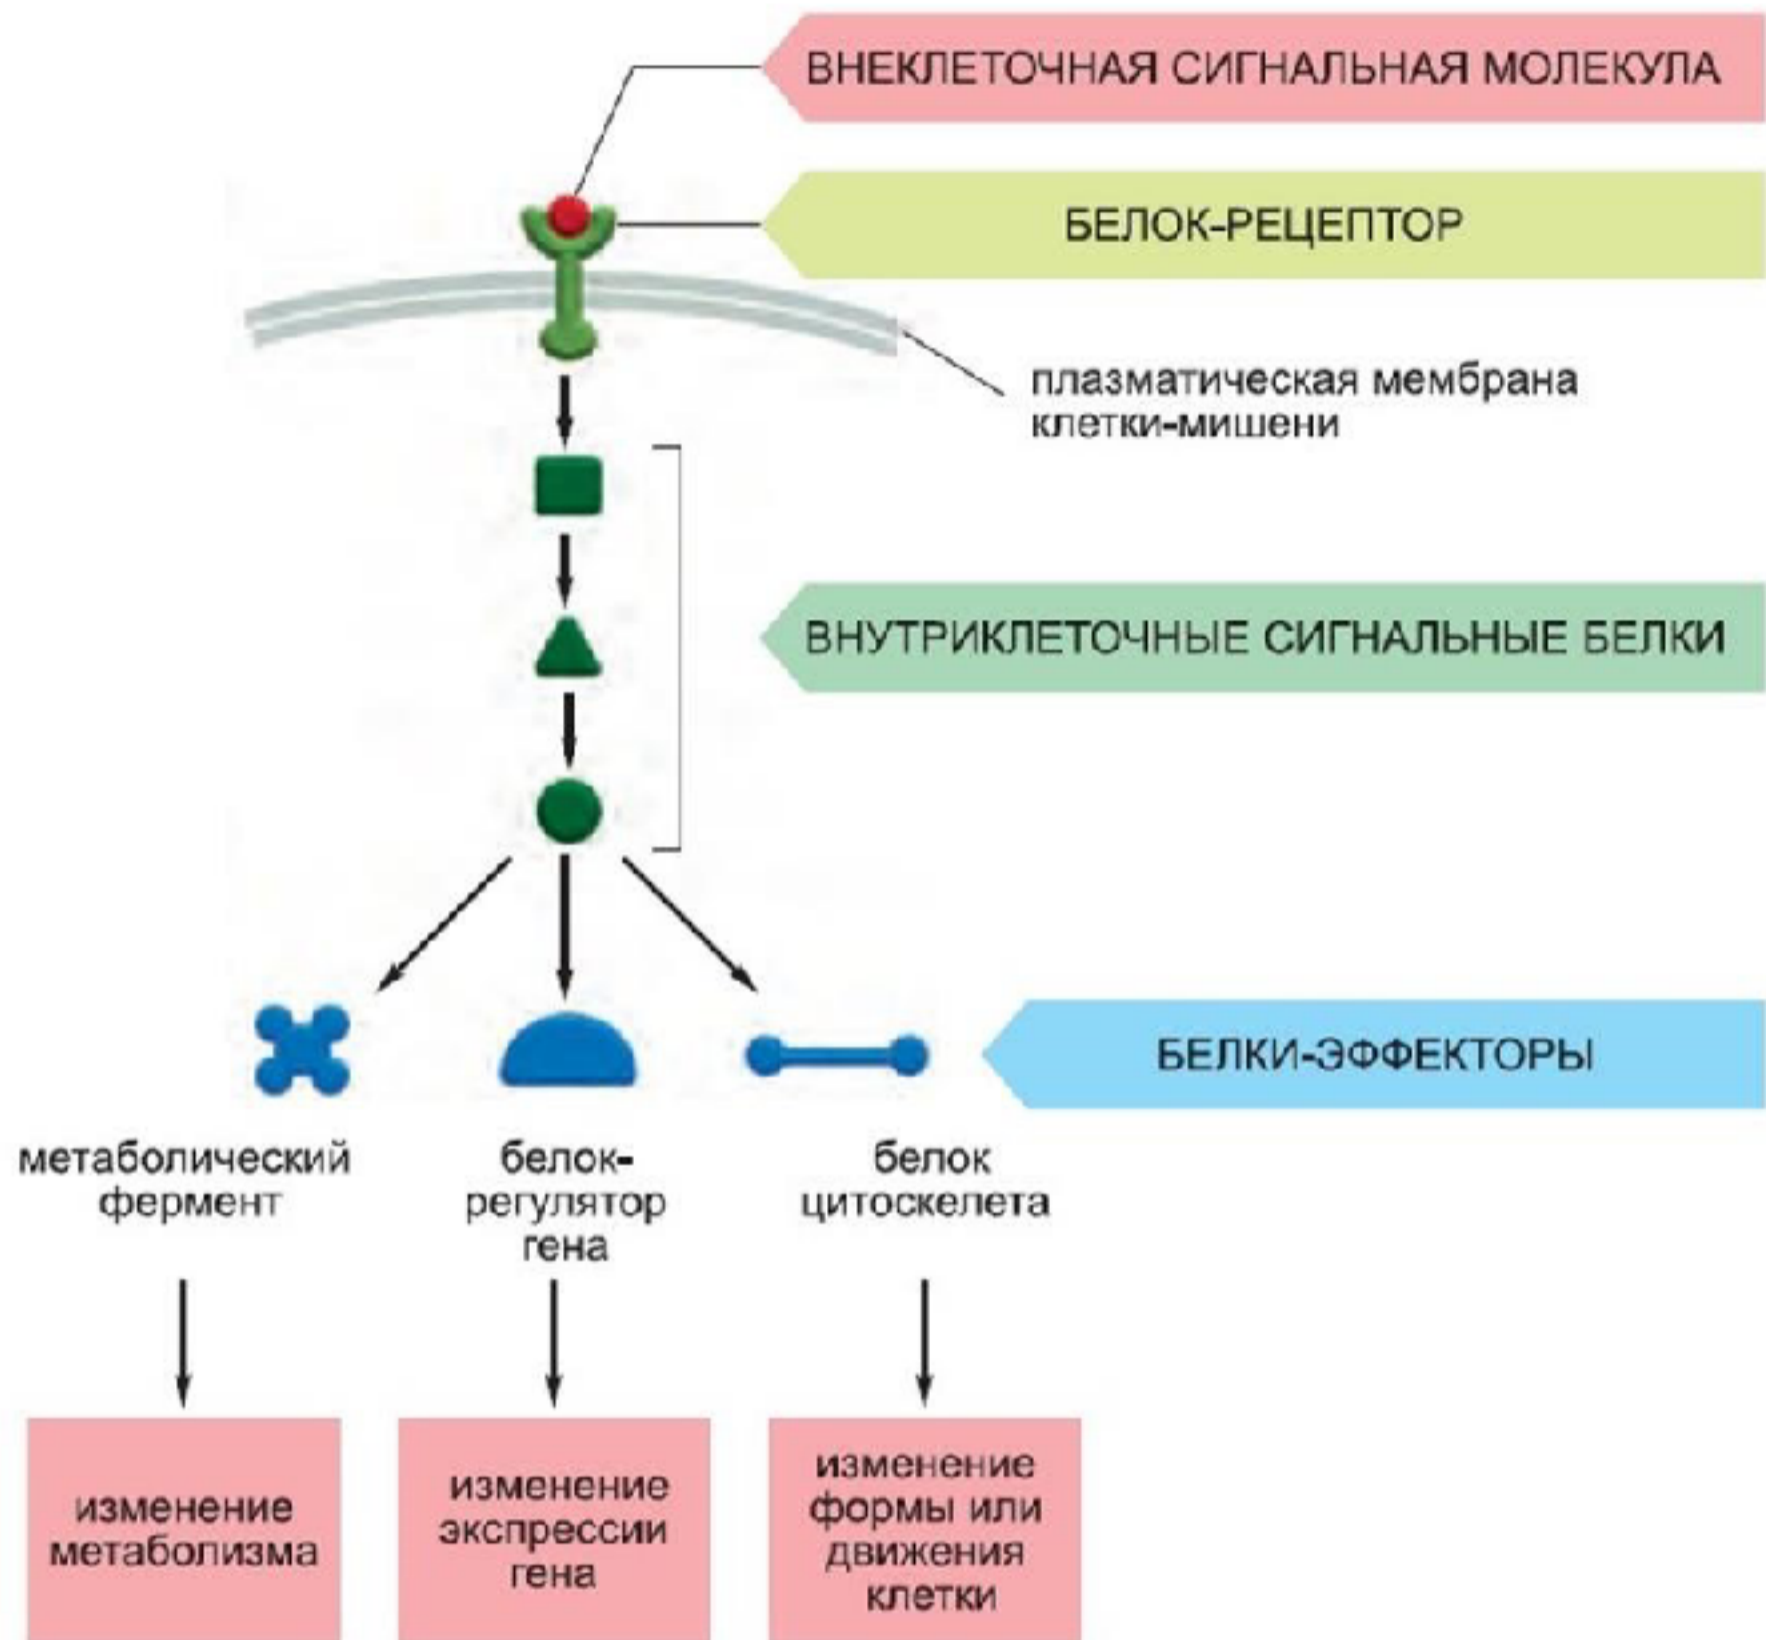 ВНЕКЛЕТОЧНАЯ СИГНАЛЬНАЯ МОЛЕКУЛА
БЕЛОК-РЕЦЕПТОР
плазматическая мембрана
клетки-мишени
ВНУТРИКЛЕТОЧНЫЕ СИГНАЛЬНЫЕ БЕЛКИ
БЕЛКИ-ЭФФЕКТОРЫ
метаболический
фермент
белок-
регулятор
гена
белок
цитоскелета
изменение
метаболизма
изменение
экспрессии
гена
изменение
формы или
движения
клетки